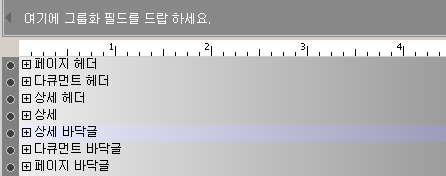 여기에 그룹화 필드를 드랍 하세요.
1 2 3 4
페이지 헤더
다큐먼트 헤더
상세 헤더
상세
상세 바닥글
다큐먼트 바닥글
페이지 바닥글